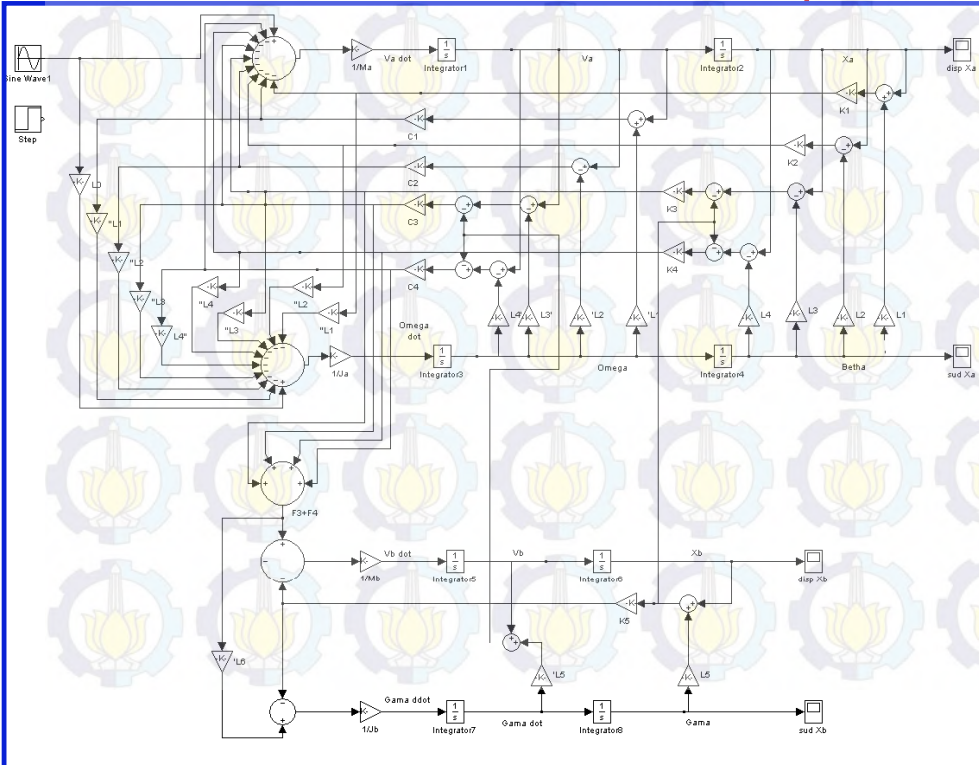 Sine Wave1
Step
1/Ma
Va dot
1
s
Integrator1
Va
1
s
Integrator2
Xa
disp Xa
K1
C1
K2
C2
K3
C3
K4
C4
L0
"L1
"L2
"L3
L4"
"L4
"L3
"L2
"L1
L4'
L3'
'L2
'L'
L4
L3
L2
L1
Omega
dot
1/Ja
1
s
Integrator3
Omega
1
s
Integrator4
Betha
sud Xa
F3+F4
1/Mb
Vb dot
1
s
Integrator5
Vb
1
s
Integrator6
Xb
disp Xb
K5
'L6
'L5
L5
1/Jb
Gama ddot
1
s
Integrator7
Gama dot
1
s
Integrator8
Gama
sud Xb